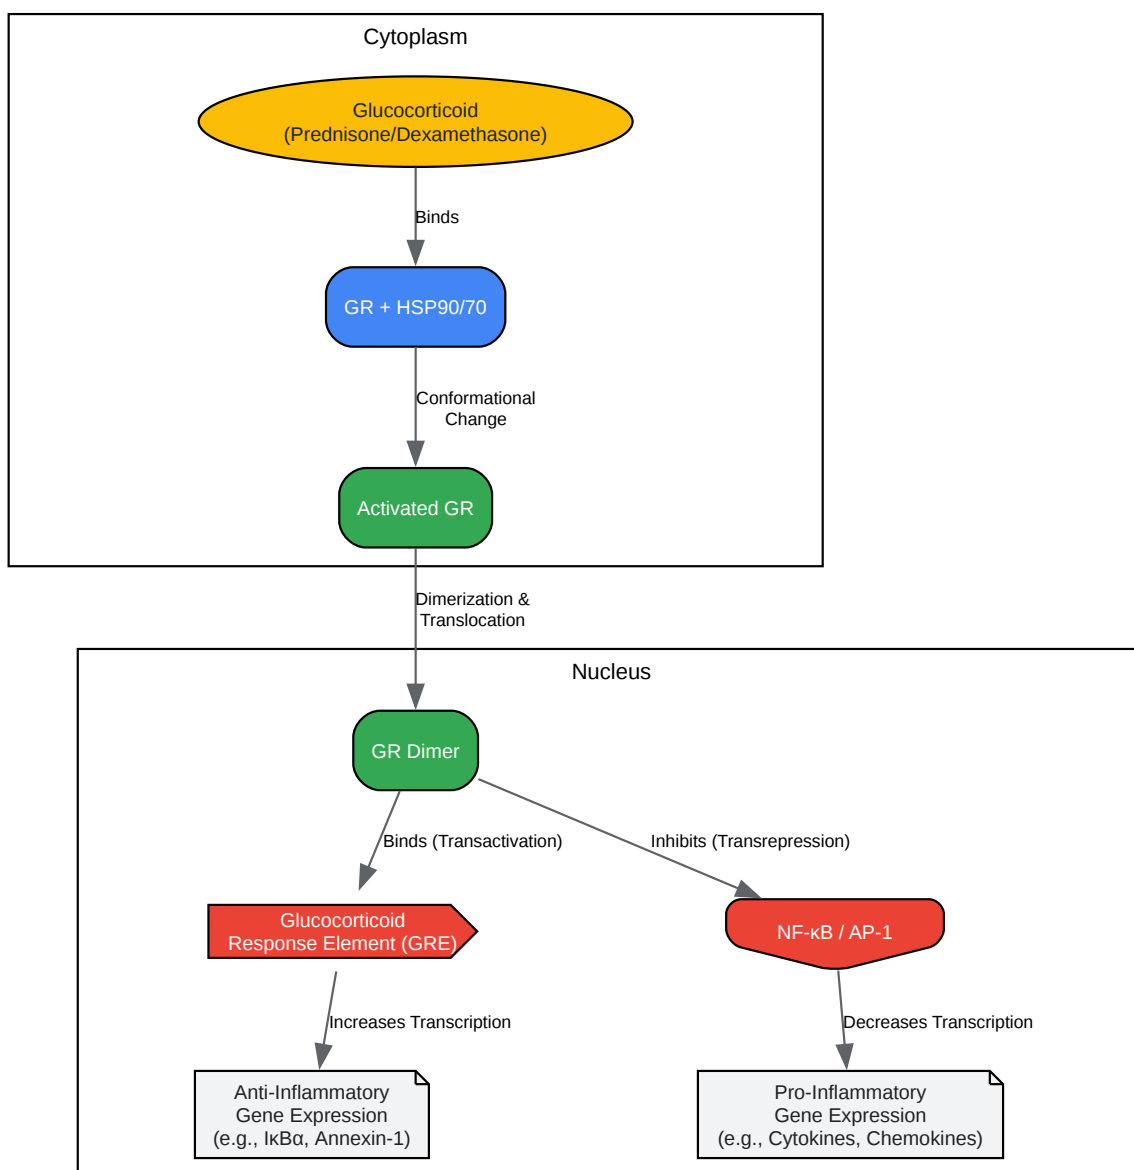 Cytoplasm
Glucocorticoid
(Prednisone/Dexamethasone)
Binds
GR + HSP90/70
Conformational
Change
Activated GR
Dimerization &
Translocation
Nucleus
GR Dimer
Binds (Transactivation)
Inhibits (Transrepression)
Glucocorticoid
Response Element (GRE)
NF-κB / AP-1
Increases Transcription
Decreases Transcription
Anti-Inflammatory
Gene Expression
(e.g., IκBα, Annexin-1)
Pro-Inflammatory
Gene Expression
(e.g., Cytokines, Chemokines)